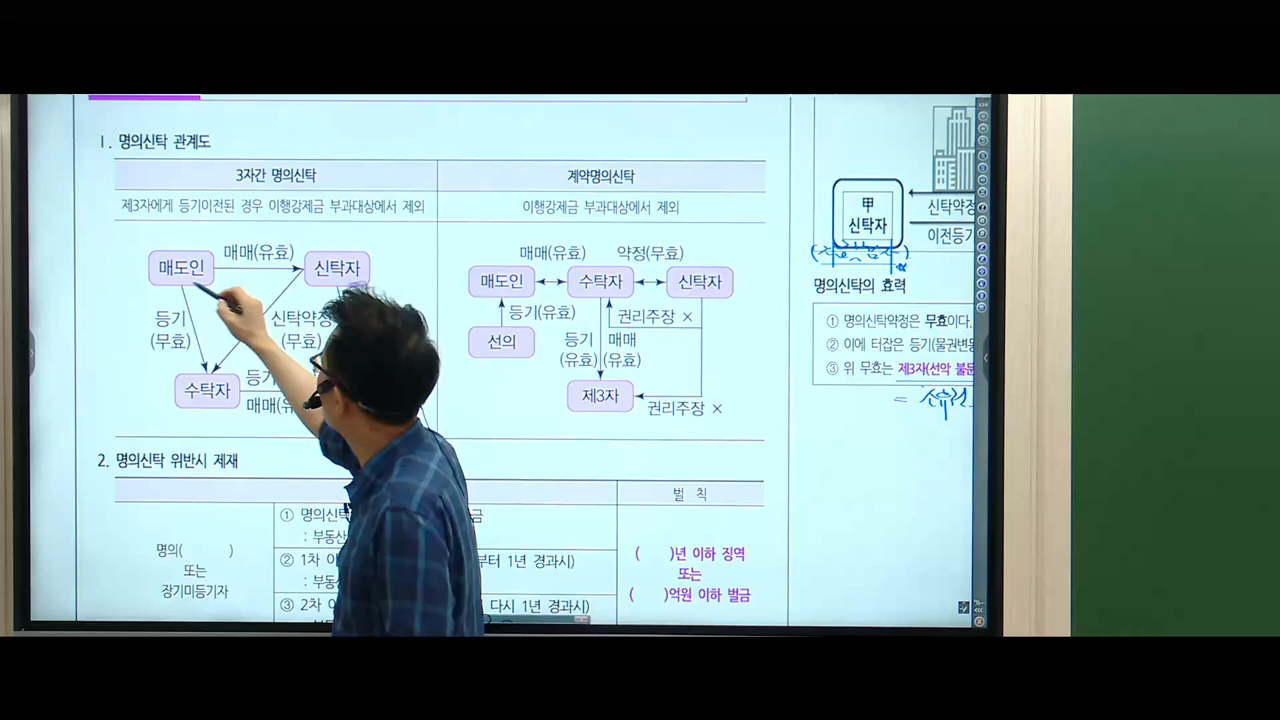 1. 명의신탁 관계도
3자간 명의신탁
계약명의신탁
제3자에게 등기이전된 경우 이행강제금 부과대상에서 제외
이행강제금 부과대상에서 제외
매매(유효)
매도인
신탁자
등기
(무효)
신탁약정
(무효)
수탁자
등기
매매(유
매매(유효)
약정(무효)
매도인
수탁자
신탁자
등기(유효)
권리주장 ×
선의
등기
(유효)
매매
(유효)
제3자
권리주장 ×
2. 명의신탁 위반시 제재
벌 칙
명의( )
또는
장기미등기자
① 명의신탁
금
: 부동산
② 1차 이
부터 1년 경과시)
: 부동산
③ 2차 이
다시 1년 경과시)
( )년 이하 징역
또는
( )억원 이하 벌금
甲
신탁자
신탁약정
이전등기
명의신탁의 효력
① 명의신탁약정은 무효이다.
② 이에 터잡은 등기(물권변동
③ 위 무효는 제3자(선악 불문